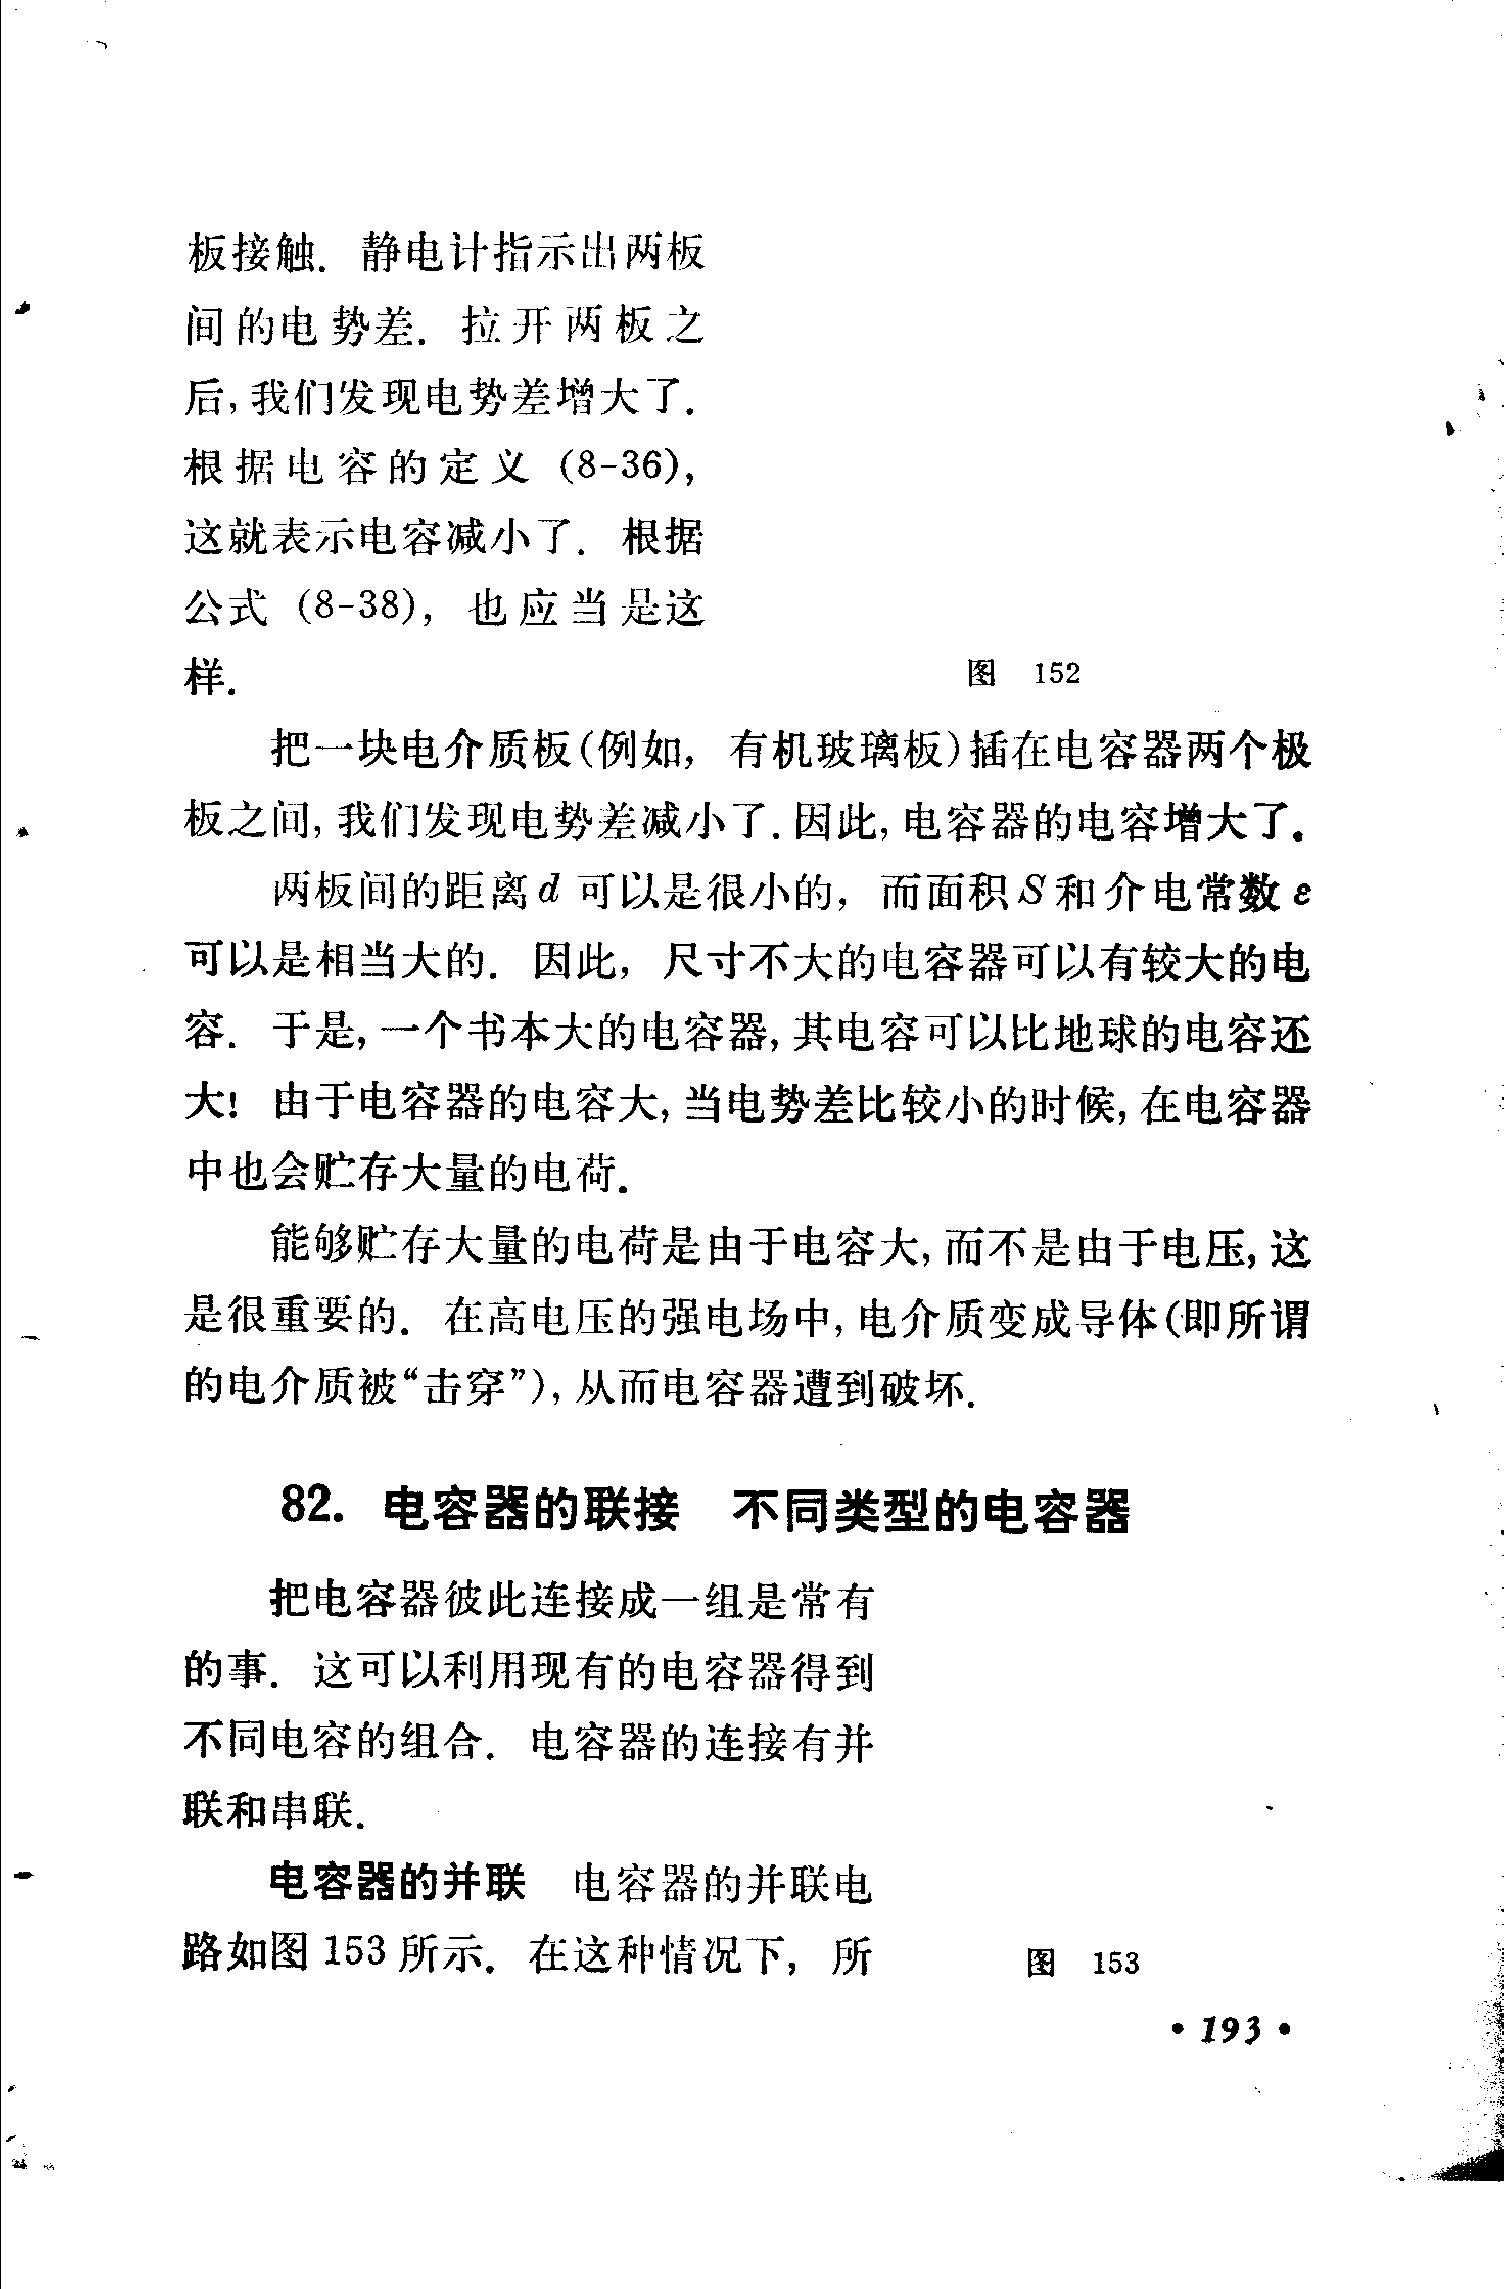 板接触．静电计指示出两板
间的电势差．拉开两板之
后，我们发现电势差增大了．
根据电容的定义 (8-36)，
这就表示电容减小了．根据
公式 (8-38)，也应当是这
样．
图 152
把一块电介质板(例如，有机玻璃板)插在电容器两个极
板之间，我们发现电势差减小了．因此，电容器的电容增大了．
两板间的距离 d 可以是很小的，而面积 S 和介电常数 ε
可以是相当大的．因此，尺寸不大的电容器可以有较大的电
容．于是，一个书本大的电容器，其电容可以比地球的电容还
大！由于电容器的电容大，当电势差比较小的时候，在电容器
中也会贮存大量的电荷．
能够贮存大量的电荷是由于电容大，而不是由于电压，这
是很重要的．在高电压的强电场中，电介质变成导体(即所谓
的电介质被“击穿”)，从而电容器遭到破坏．
82. 电容器的联接 不同类型的电容器
把电容器彼此连接成一组是常有
的事．这可以利用现有的电容器得到
不同电容的组合．电容器的连接有并
联和串联．
电容器的并联 电容器的并联电
路如图 153 所示．在这种情况下，所
图 153
• 193 •